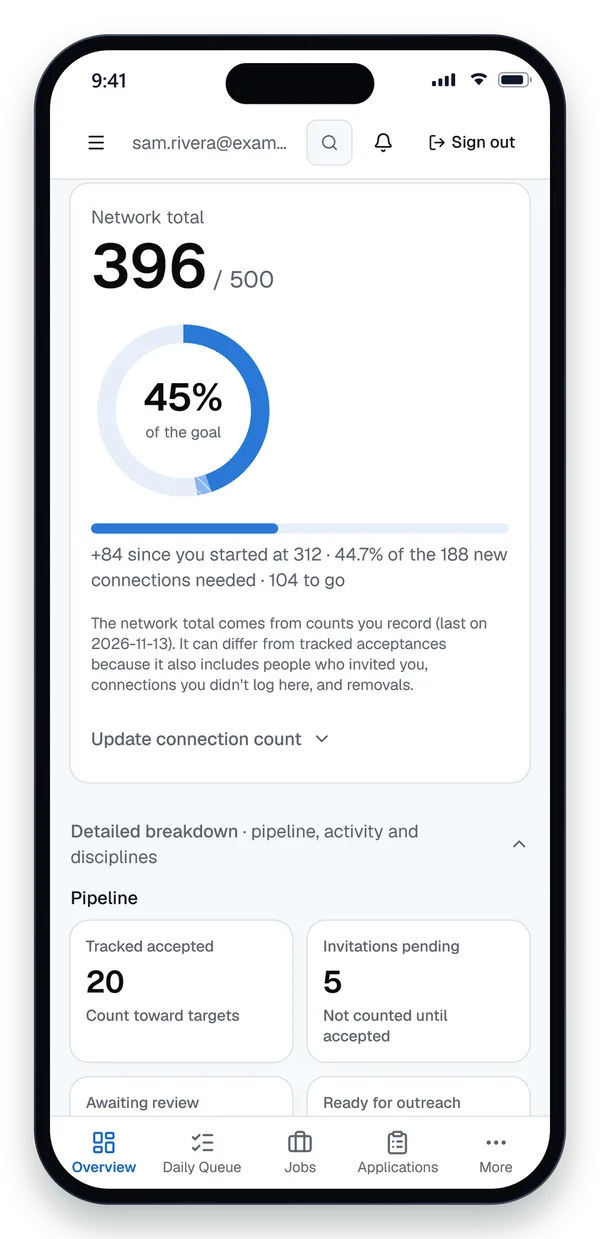 9:41
sam.rivera@exam...
Sign out
Network total
396 / 500
45%
of the goal
+84 since you started at 312 · 44.7% of the 188 new
connections needed · 104 to go
The network total comes from counts you record (last on
2026-11-13). It can differ from tracked acceptances
because it also includes people who invited you,
connections you didn't log here, and removals.
Update connection count
Detailed breakdown · pipeline, activity and
disciplines
Pipeline
Tracked accepted
20
Count toward targets
Invitations pending
5
Not counted until
accepted
Awaiting review
Ready for outreach
Overview
Daily Queue
Jobs
Applications
More